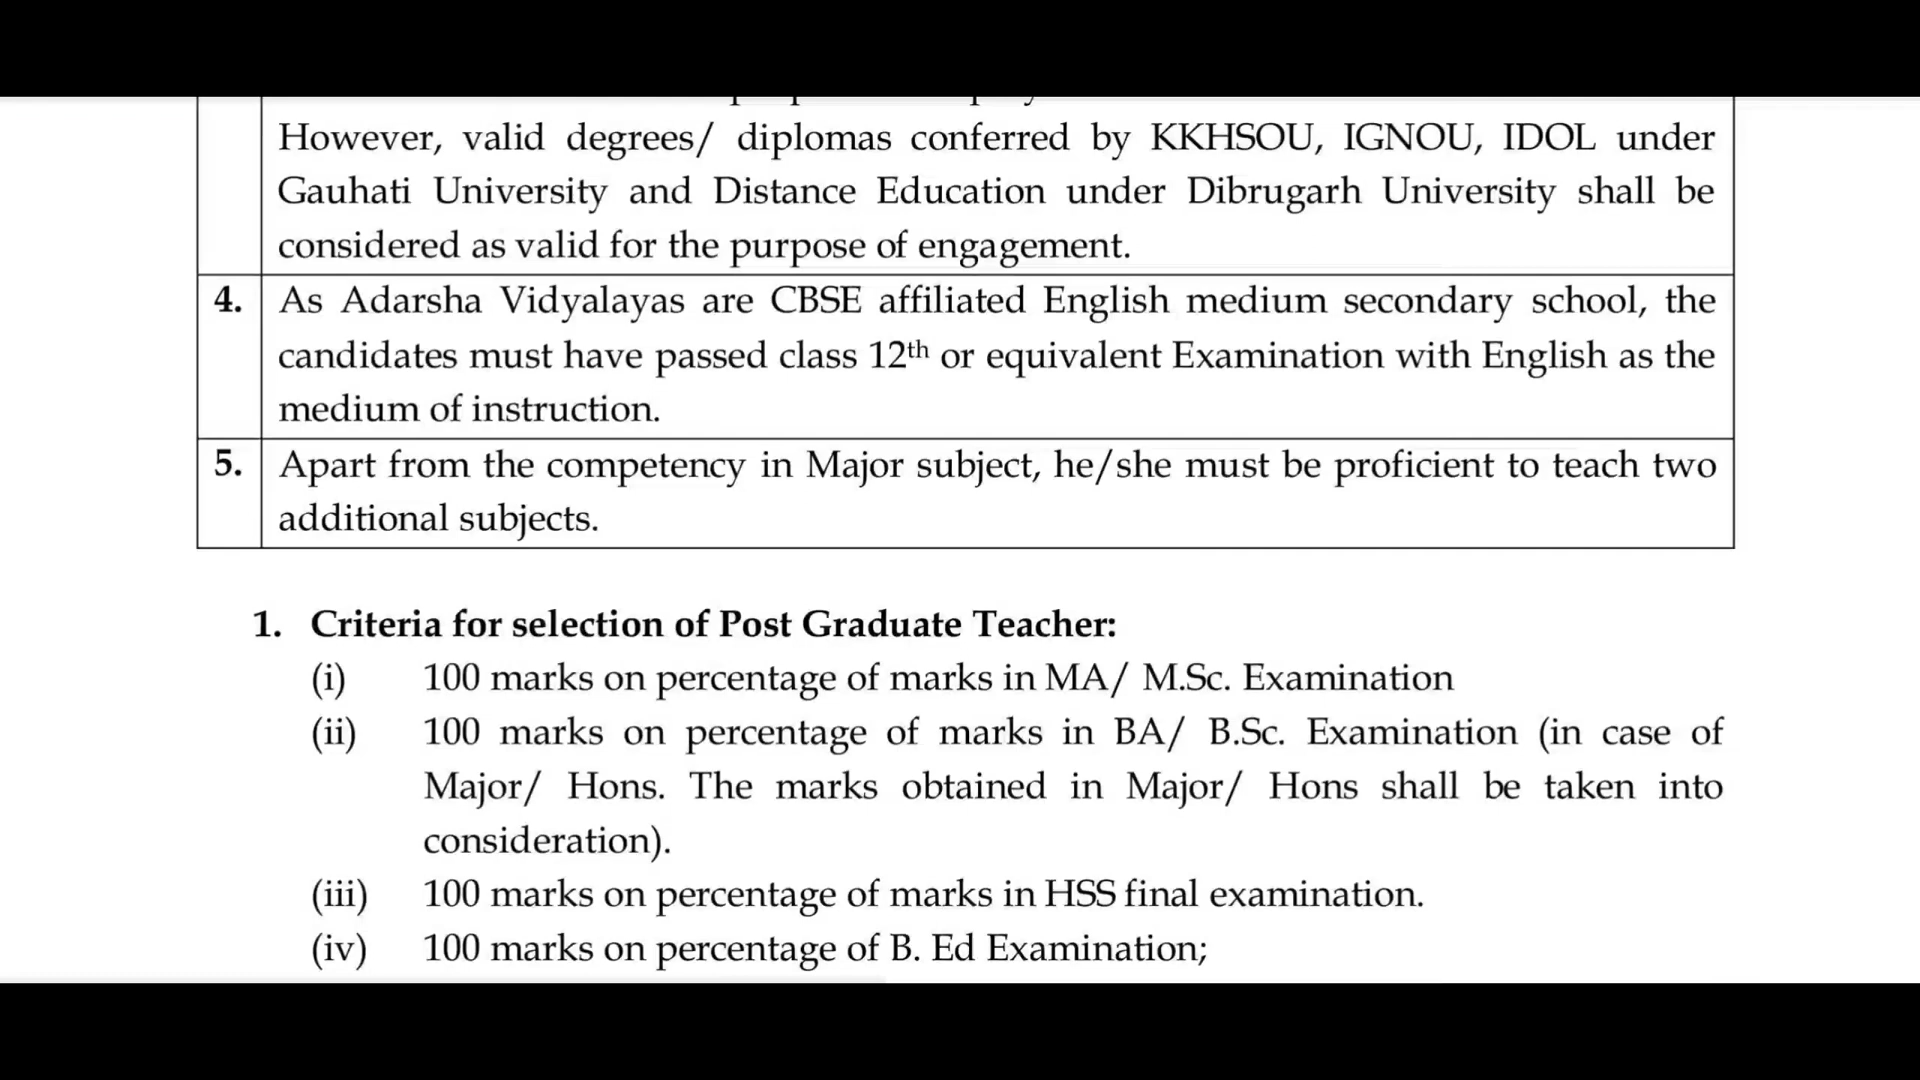 However, valid degrees/ diplomas conferred by KKHSOU, IGNOU, IDOL under
Gauhati University and Distance Education under Dibrugarh University shall be
considered as valid for the purpose of engagement.
4. As Adarsha Vidyalayas are CBSE affiliated English medium secondary school, the
candidates must have passed class 12th or equivalent Examination with English as the
medium of instruction.
5. Apart from the competency in Major subject, he/she must be proficient to teach two
additional subjects.
1. Criteria for selection of Post Graduate Teacher:
(i) 100 marks on percentage of marks in MA/ M.Sc. Examination
(ii) 100 marks on percentage of marks in BA/ B.Sc. Examination (in case of
Major/ Hons. The marks obtained in Major/ Hons shall be taken into
consideration).
(iii) 100 marks on percentage of marks in HSS final examination.
(iv) 100 marks on percentage of B. Ed Examination;